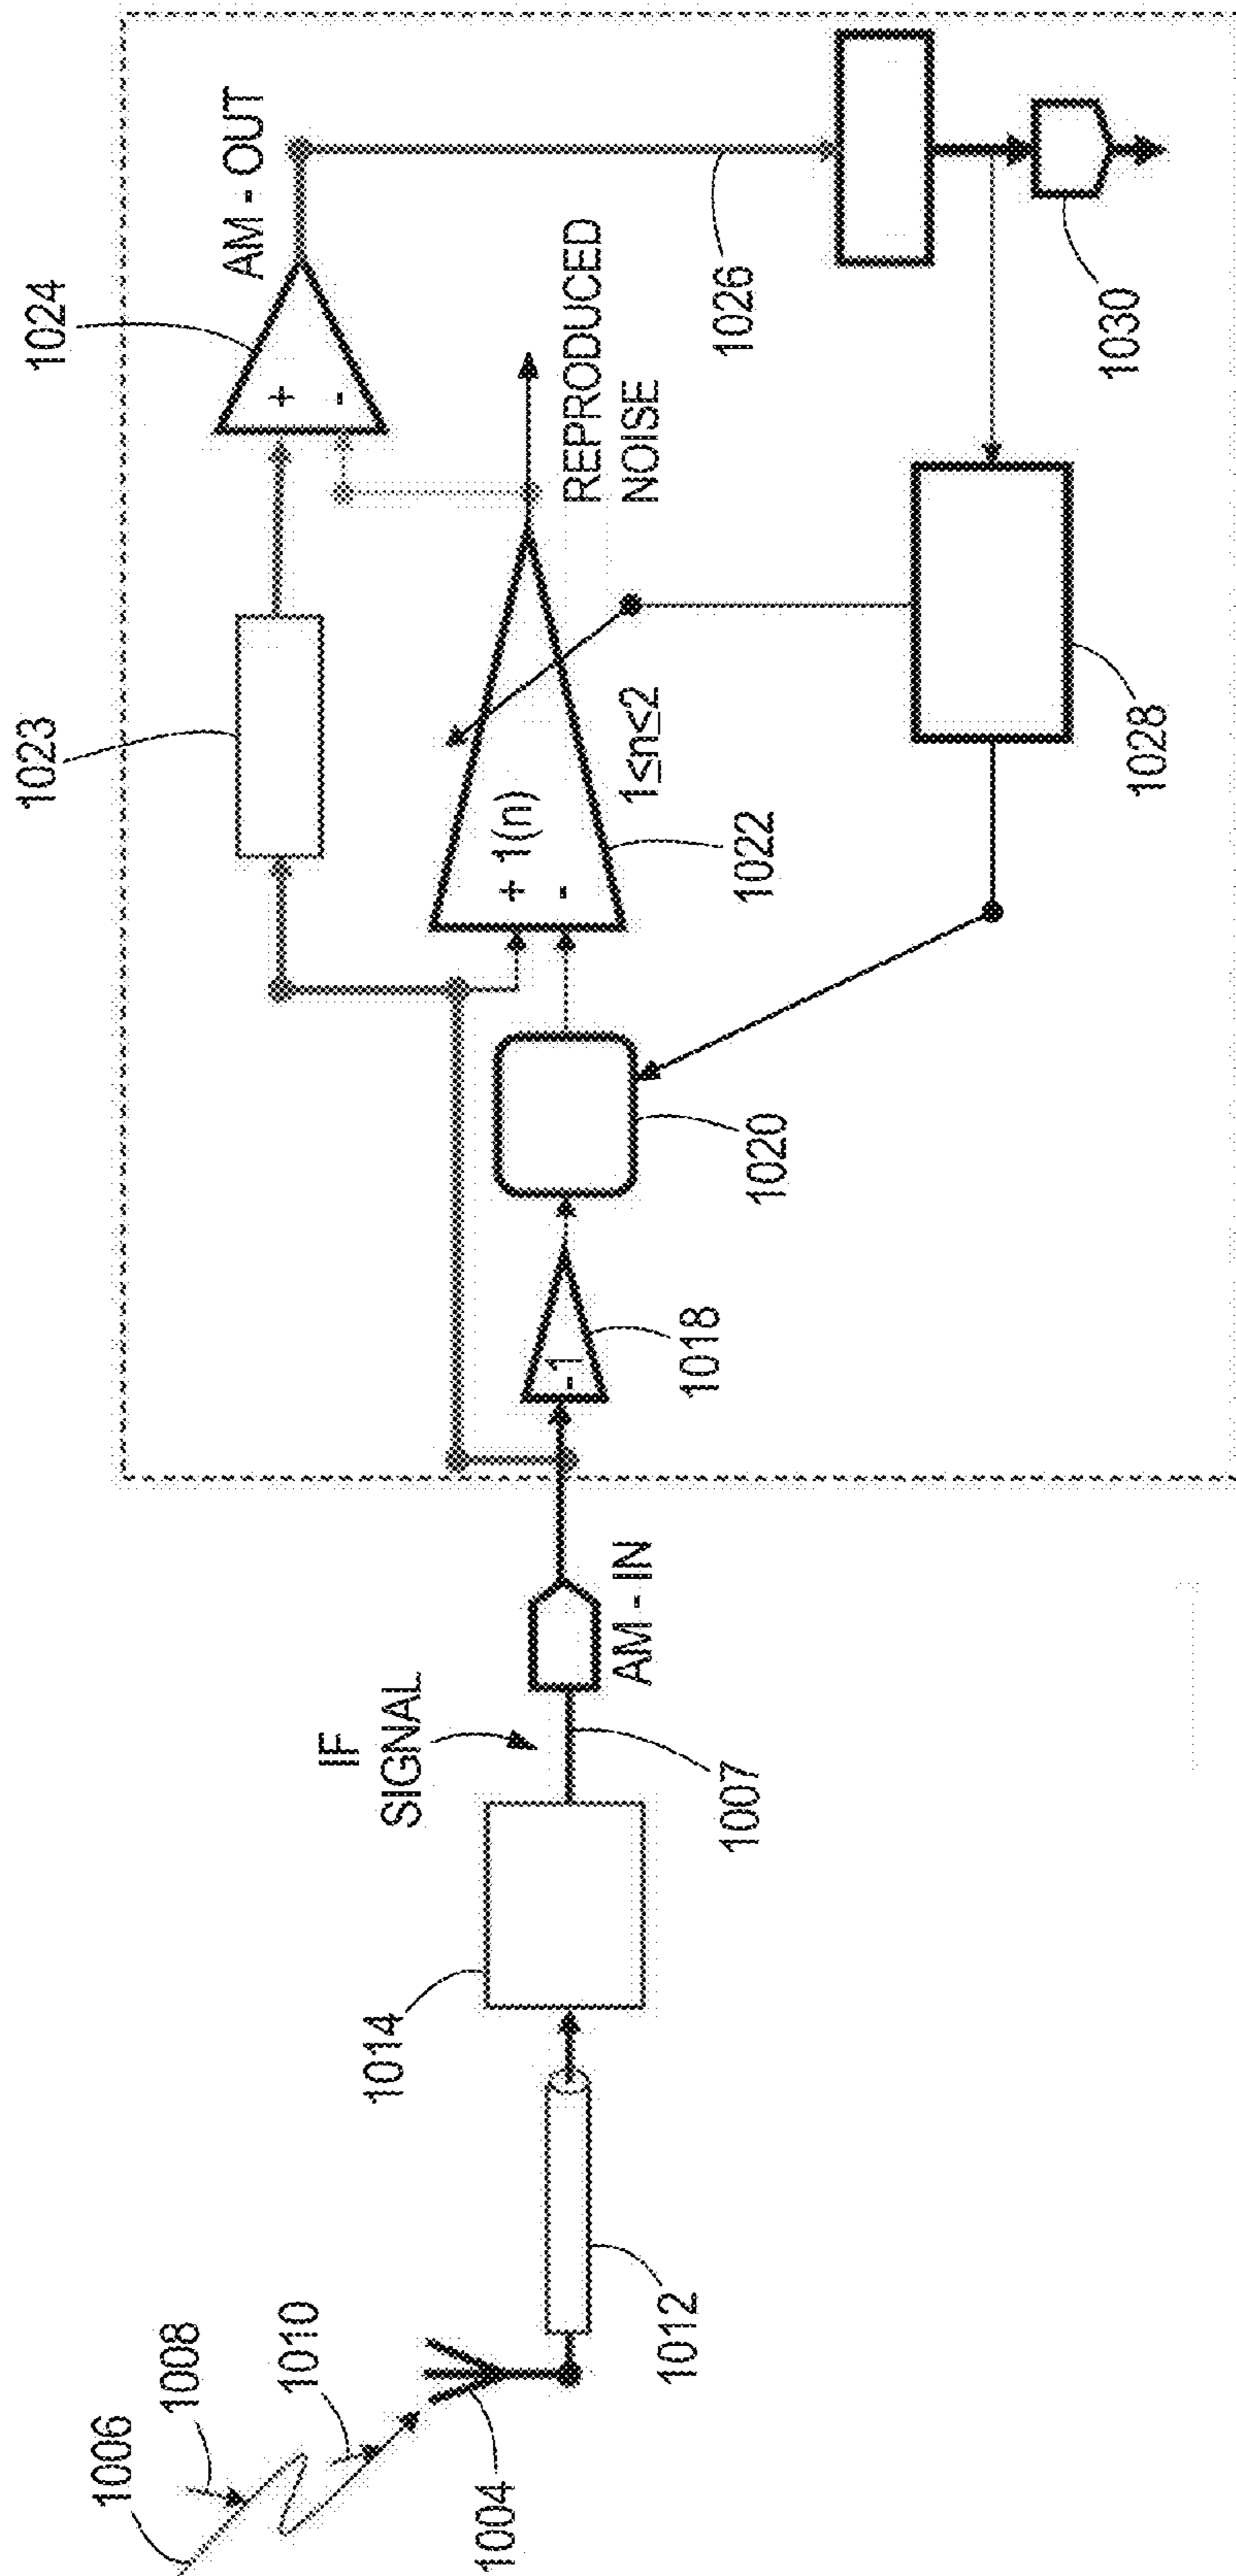 1006
1008
1010
1004
1012
1014
IF
SIGNAL
1007
AM - IN
-1
1018
1020
+ 1(n)
-
1022
1≤n≤2
1023
+
-
1024
AM - OUT
REPRODUCED
NOISE
1026
1028
1030